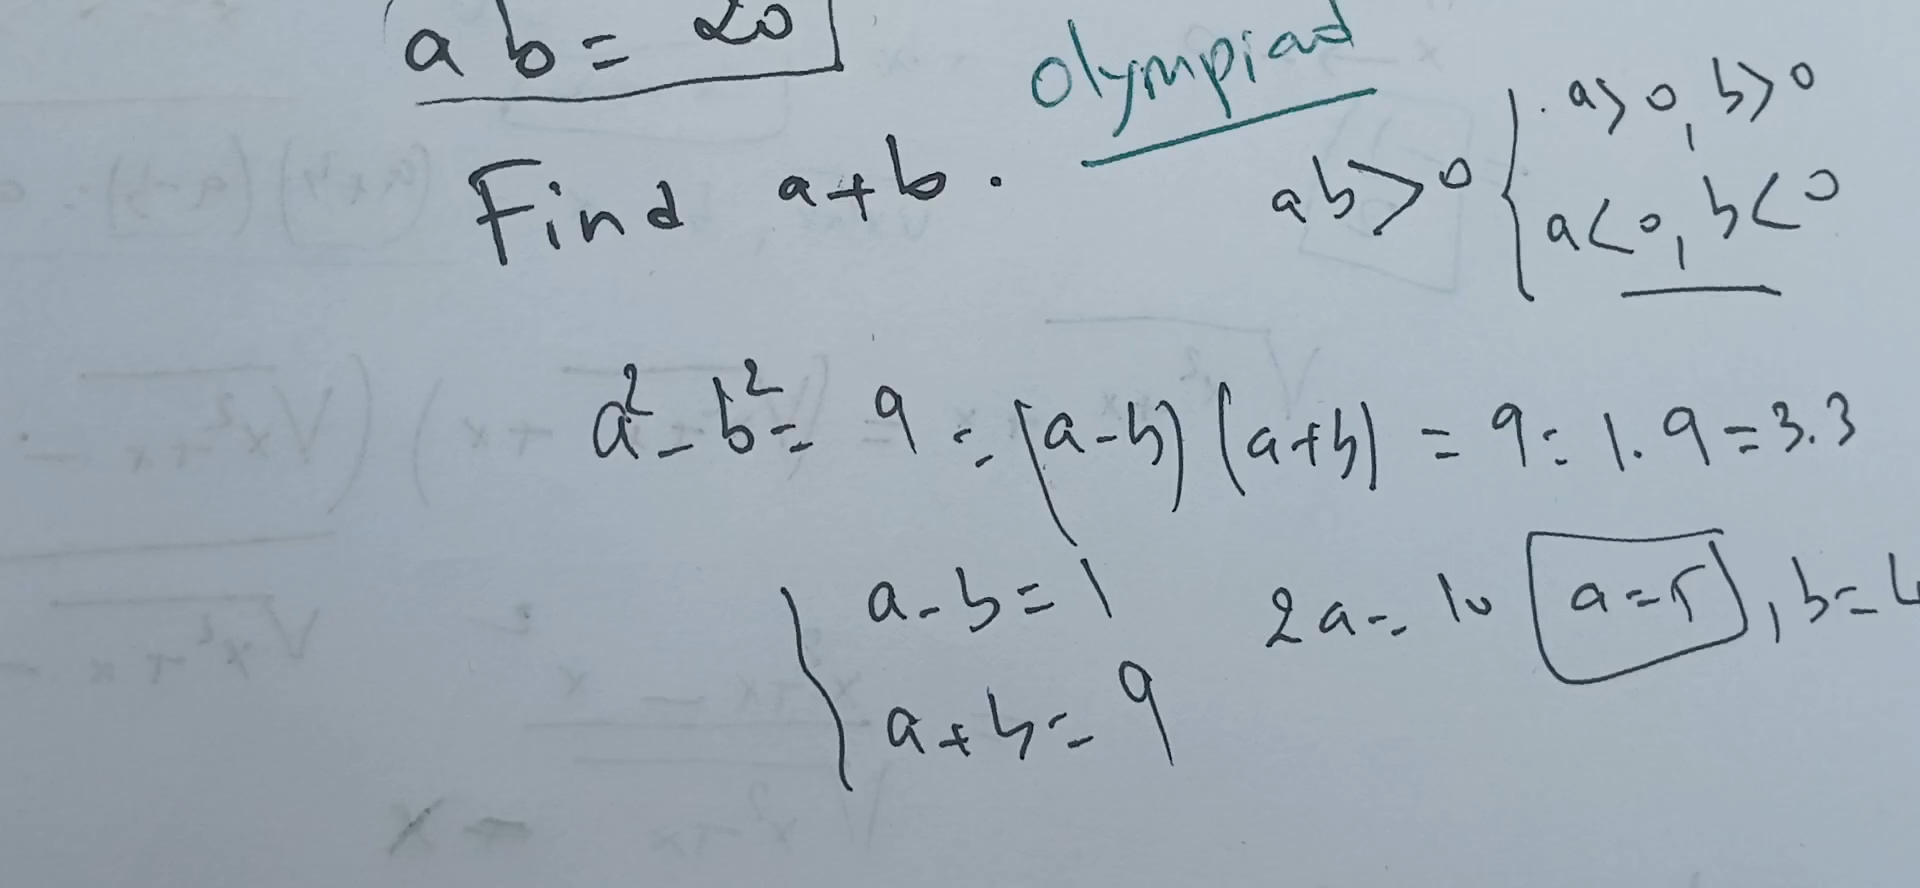 ab = 20
Olympiad
Find a+b.
ab>0 { a>0, b>0
a<0, b<0
a²-b² = 9 = (a-b)(a+b) = 9 = 1.9 = 3.3
{ a-b=1 2a=10 a=5, b=4
a+b=9